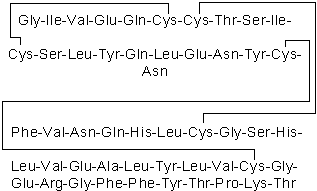 Gly-Ile-Val-Glu-Gln-Cys-Cys-Thr-Ser-Ile-
Cys-Ser-Leu-Tyr-Gln-Leu-Glu-Asn-Tyr-Cys-
Asn
Phe-Val-Asn-Gln-His-Leu-Cys-Gly-Ser-His-
Leu-Val-Glu-Ala-Leu-Tyr-Leu-Val-Cys-Gly-
Glu-Arg-Gly-Phe-Phe-Tyr-Thr-Pro-Lys-Thr